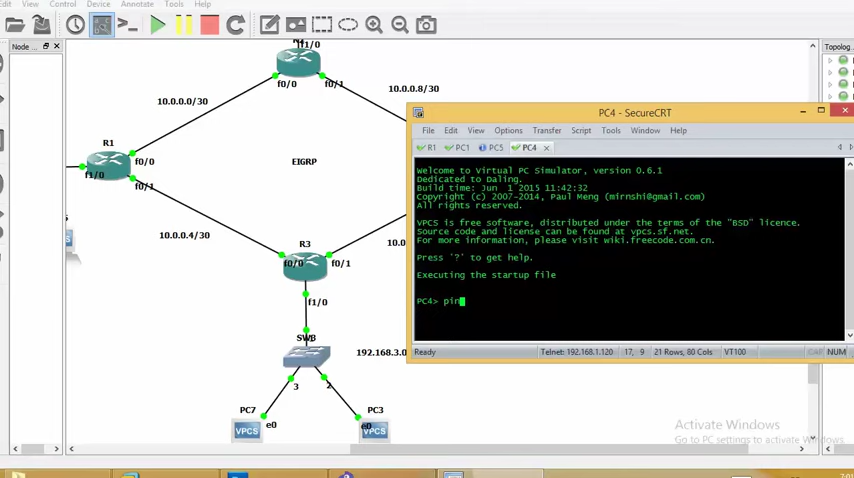 View
Control
Device
Annotate
Tools
Help
Node ...
Topolog
f1/0
f0/0
f0/1
10.0.0.0/30
10.0.0.8/30
R1
f0/0
f1/0
f0/1
EIGRP
10.0.0.4/30
R3
f0/0
f0/1
10.0
f1/0
192.168.3.0
3
2
PC7
e0
VPCS
PC3
e0
VPCS
PC4 - SecureCRT
File Edit View Options Transfer Script Tools Window Help
R1 PC1 PC5 PC4
Welcome to Virtual PC Simulator, version 0.6.1
Dedicated to Daling.
Build time: Jun 1 2015 11:42:32
Copyright (c) 2007-2014, Paul Meng (mirnshi@gmail.com)
All rights reserved.
VPCS is free software, distributed under the terms of the "BSD" licence.
Source code and license can be found at vpcs.sf.net.
For more information, please visit wiki.freecode.com.cn.
Press '?' to get help.
Executing the startup file
PC4> pin
Ready
Telnet: 192.168.1.120
17, 9
21 Rows, 80 Cols
VT100
CAP NUM
Activate Windows
Go to PC settings to activate Windows.